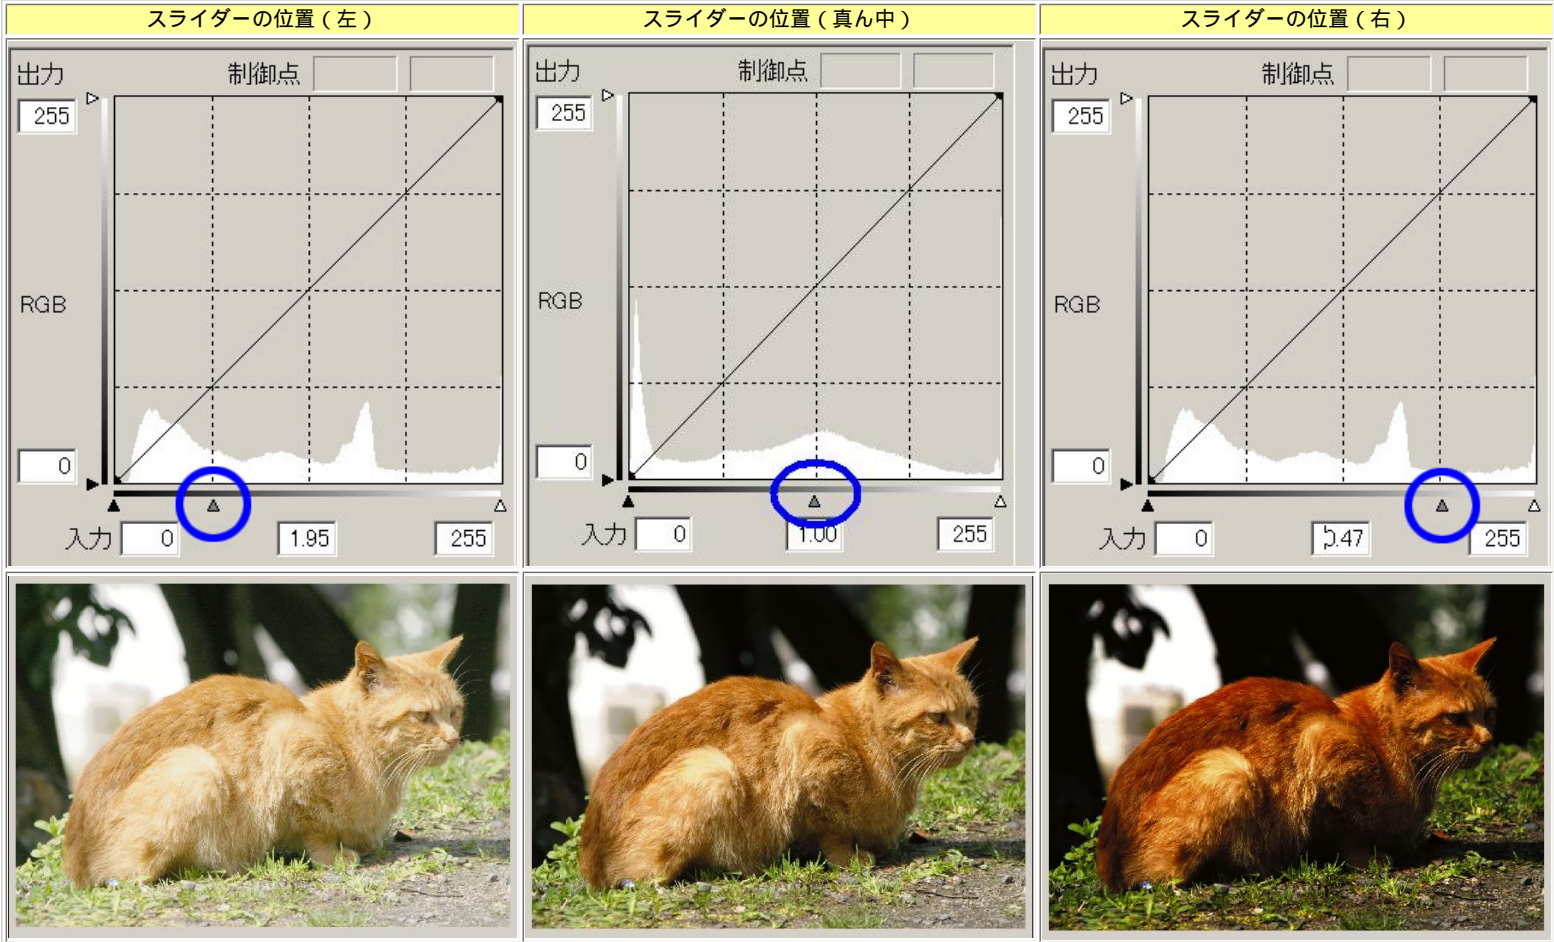 スライダーの位置（左）
スライダーの位置（真ん中）
スライダーの位置（右）
出力
制御点
255
RGB
0
入力
0
1.95
255
出力
制御点
255
RGB
0
入力
0
1.00
255
出力
制御点
255
RGB
0
入力
0
0.47
255